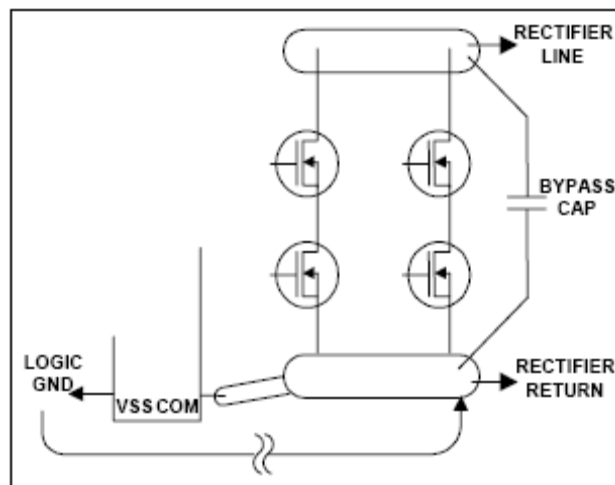 RECTIFIER
LINE
BYPASS
CAP
LOGIC
GND
VSS COM
RECTIFIER
RETURN